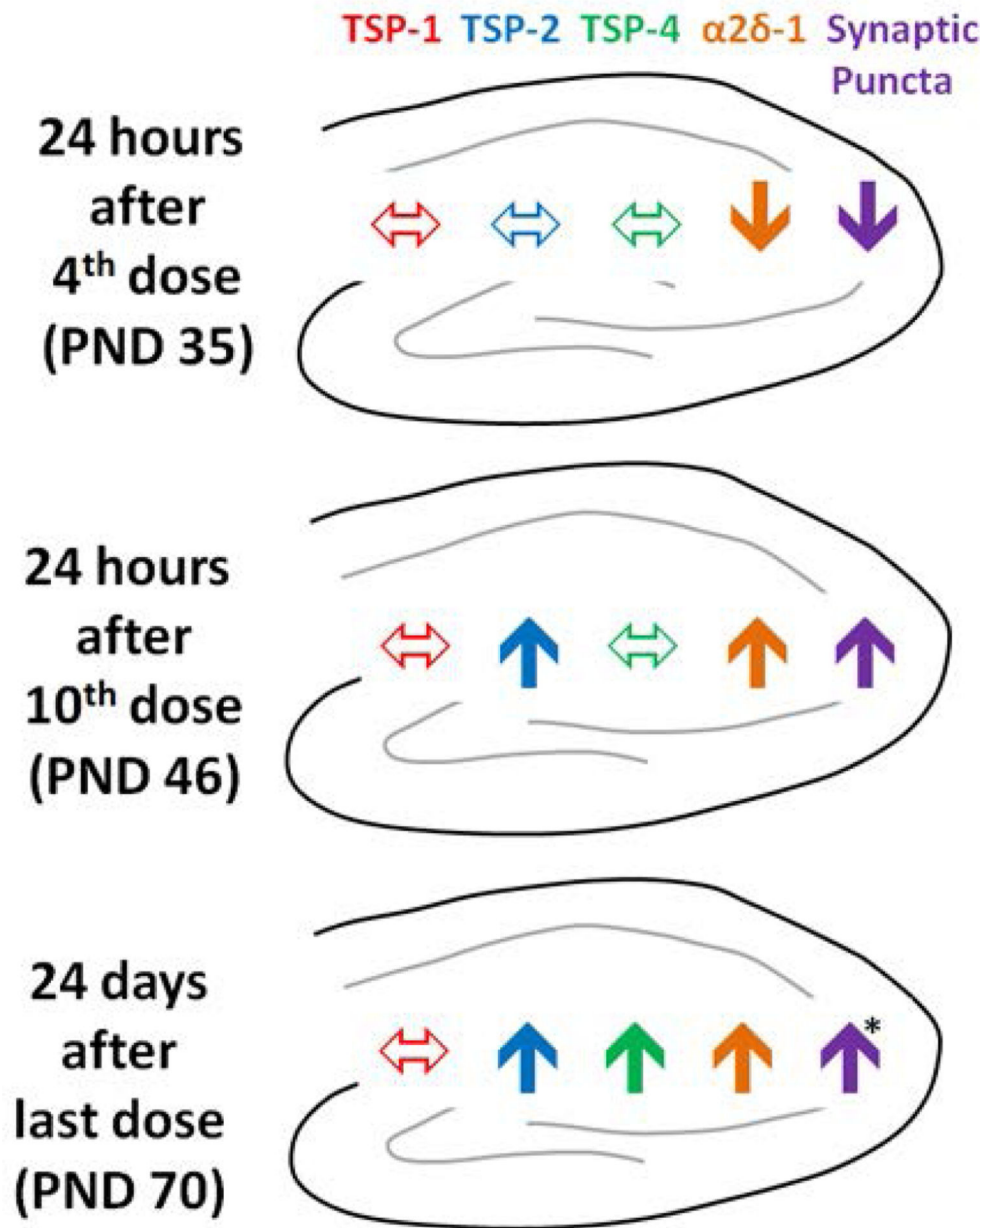 TSP-1 TSP-2 TSP-4 α2δ-1 Synaptic
Puncta
24 hours
after
4th dose
(PND 35)
24 hours
after
10th dose
(PND 46)
*
24 days
after
last dose
(PND 70)